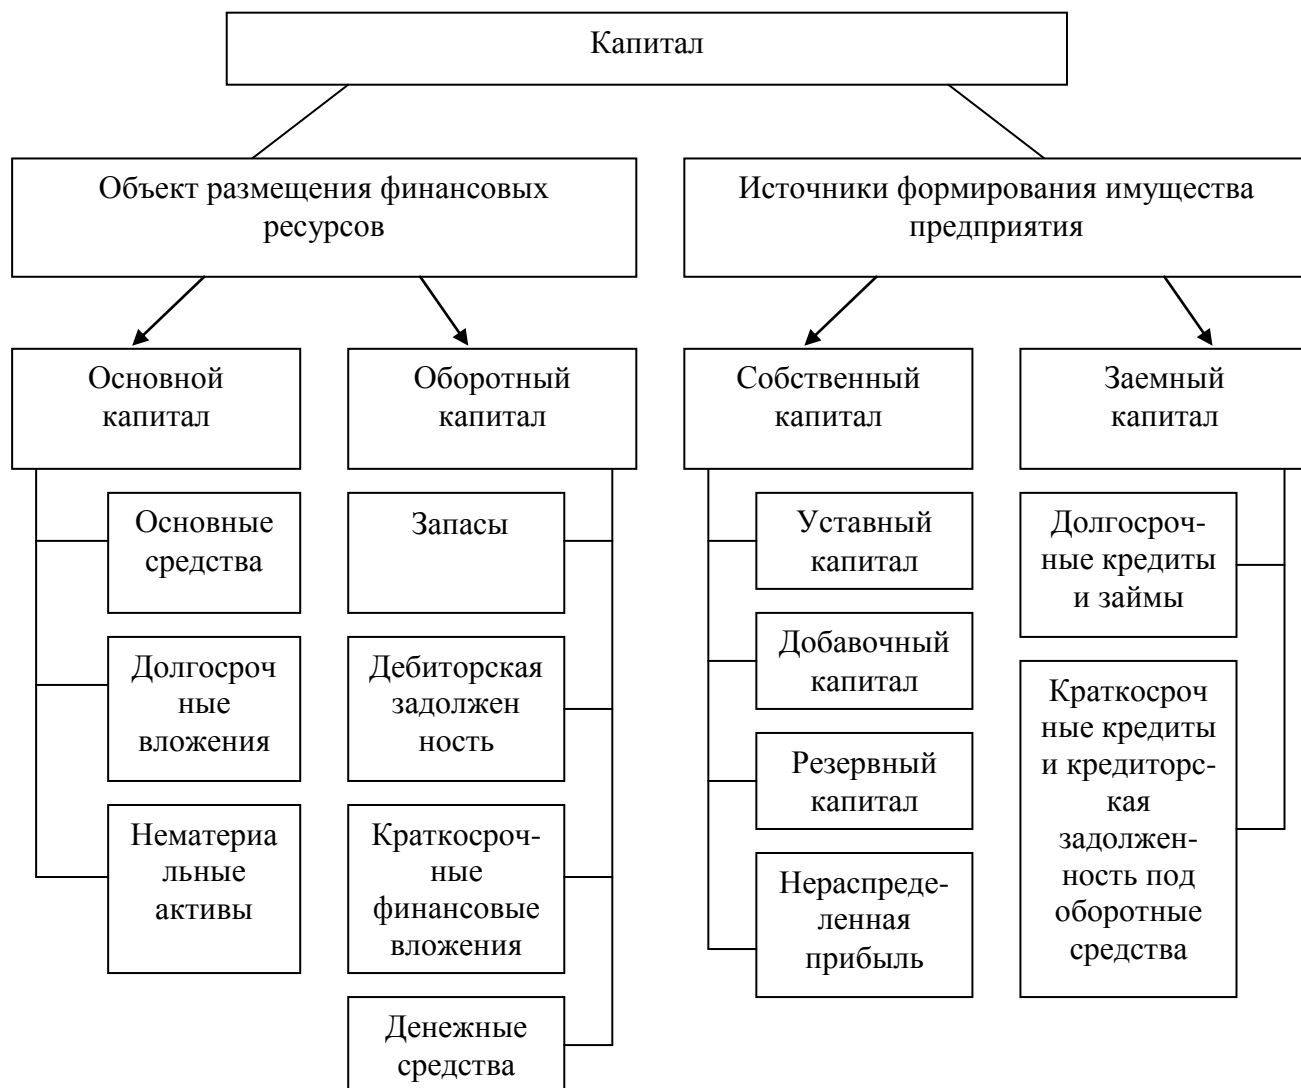 Капитал
Объект размещения финансовых
ресурсов
Источники формирования имущества
предприятия
Основной
капитал
Оборотный
капитал
Собственный
капитал
Заемный
капитал
Основные
средства
Долгосроч
ные
вложения
Нематериа
льные
активы
Запасы
Дебиторская
задолжен
ность
Краткосроч-
ные
финансовые
вложения
Денежные
средства
Уставный
капитал
Добавочный
капитал
Резервный
капитал
Нераспреде-
ленная
прибыль
Долгосроч-
ные кредиты
и займы
Краткосроч
ные кредиты
и кредиторс-
кая
задолжен-
ность под
оборотные
средства